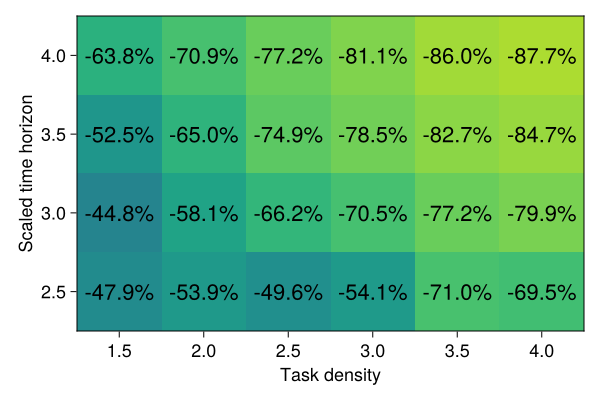 Scaled time horizon
4.0 -63.8% -70.9% -77.2% -81.1% -86.0% -87.7%
3.5 -52.5% -65.0% -74.9% -78.5% -82.7% -84.7%
3.0 -44.8% -58.1% -66.2% -70.5% -77.2% -79.9%
2.5 -47.9% -53.9% -49.6% -54.1% -71.0% -69.5%
1.5 2.0 2.5 3.0 3.5 4.0
Task density